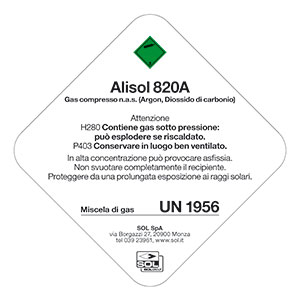 Alisol 820A
Gas compresso n.a.s. (Argon, Diossido di carbonio)
Attenzione
H280 Contiene gas sotto pressione:
può esplodere se riscaldato.
P403 Conservare in luogo ben ventilato.
In alta concentrazione può provocare asfissia.
Non svuotare completamente il recipiente.
Proteggere da una prolungata esposizione ai raggi solari.
Miscela di gas UN 1956
SOL SpA
via Borgazzi 27, 20900 Monza
tel 039 23961, www.sol.it
SOL